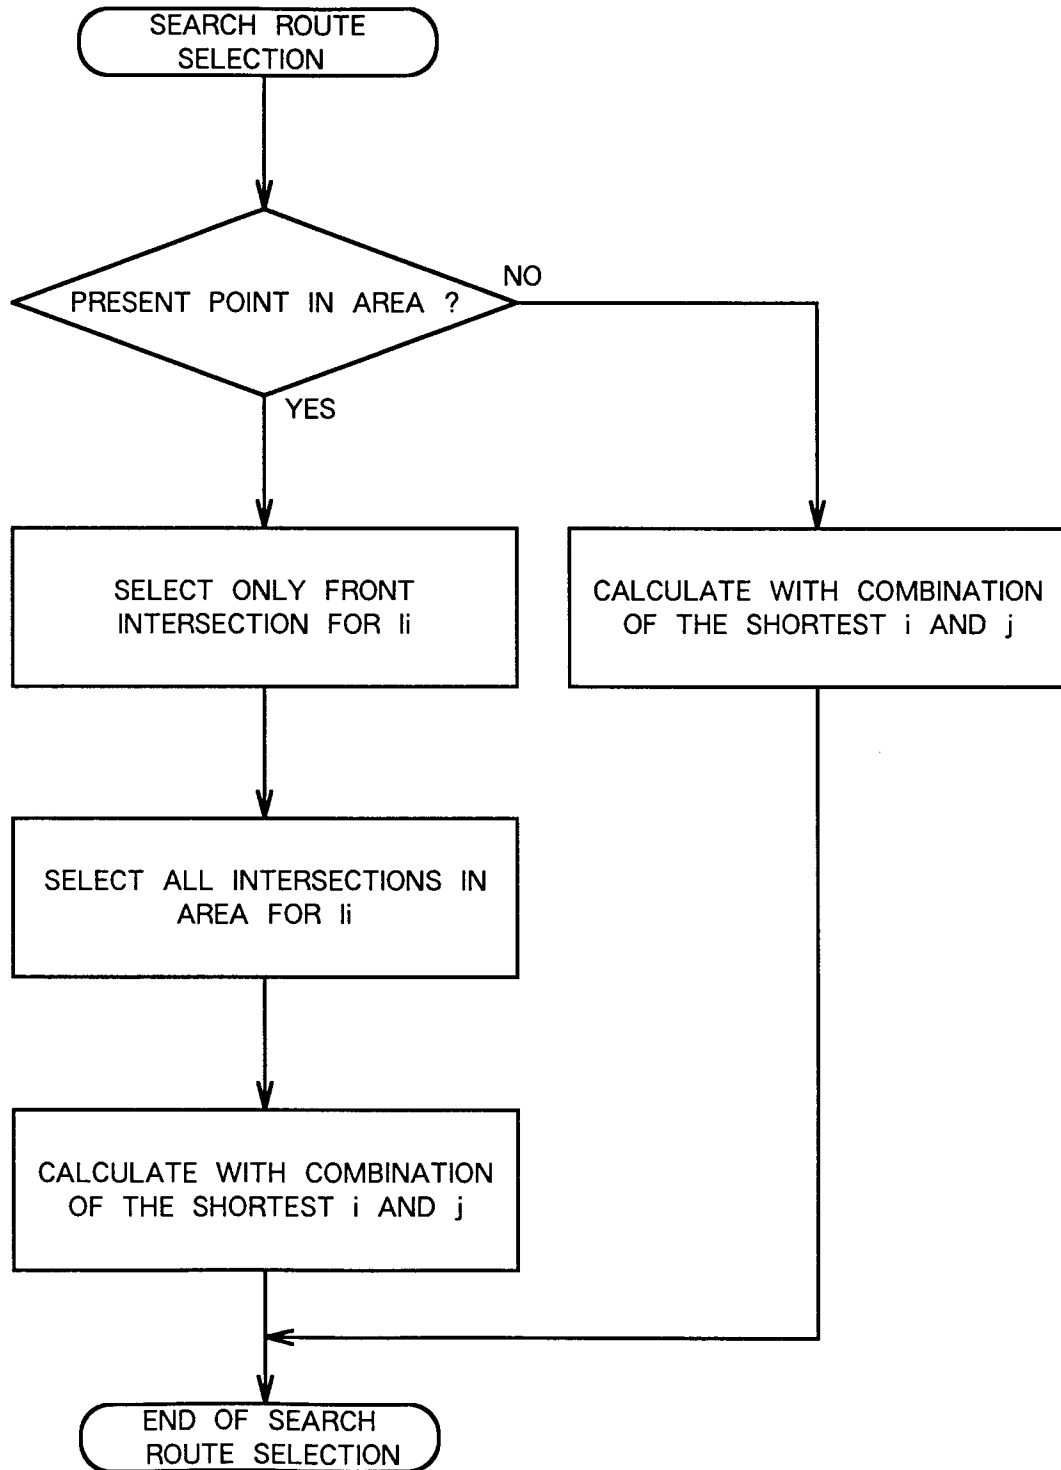 SEARCH ROUTE
SELECTION
PRESENT POINT IN AREA ?
NO
YES
SELECT ONLY FRONT
INTERSECTION FOR Ii
CALCULATE WITH COMBINATION
OF THE SHORTEST i AND j
SELECT ALL INTERSECTIONS IN
AREA FOR Ii
CALCULATE WITH COMBINATION
OF THE SHORTEST i AND j
END OF SEARCH
ROUTE SELECTION